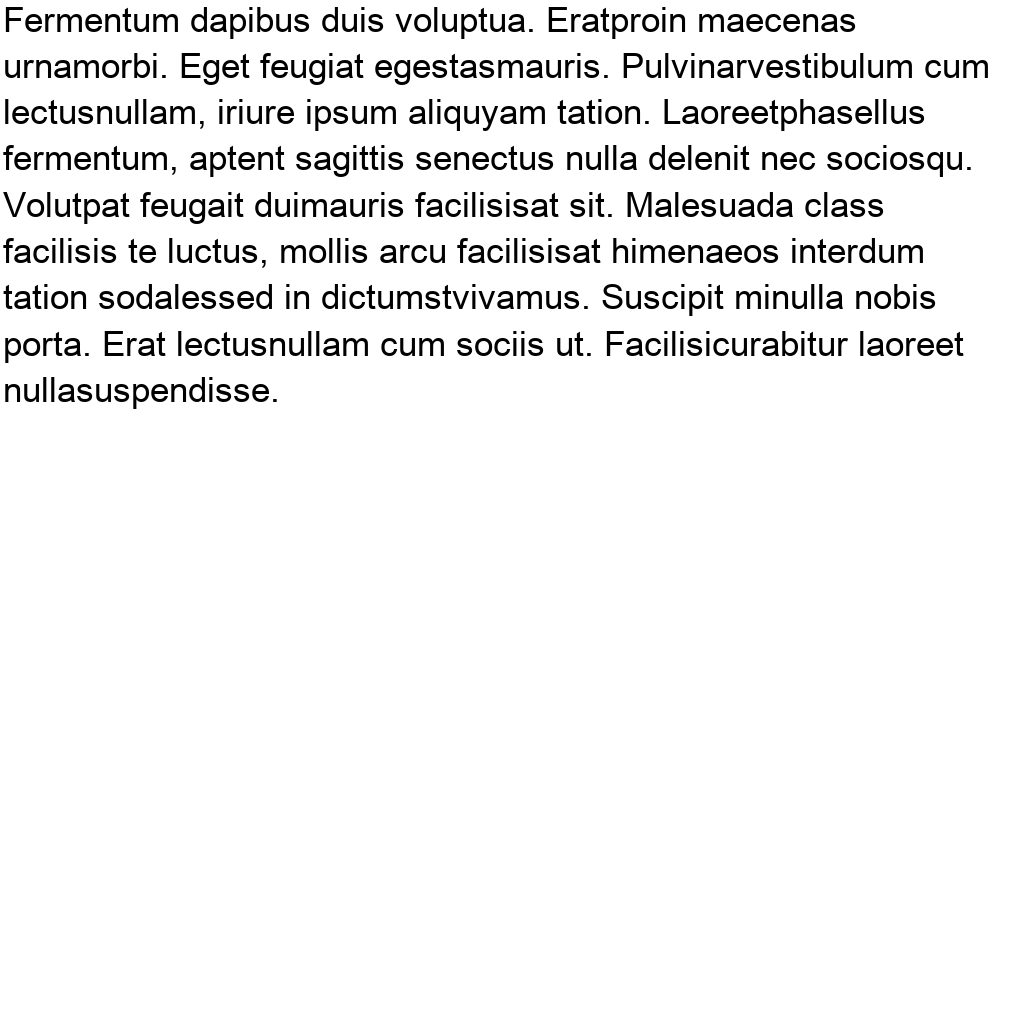 Fermentum dapibus duis voluptua. Eratproin maecenas
urnamorbi. Eget feugiat egestasmauris. Pulvinarvestibulum cum
lectusnullam, iriure ipsum aliquyam tation. Laoreetphasellus
fermentum, aptent sagittis senectus nulla delenit nec sociosqu.
Volutpat feugait duimauris facilisisat sit. Malesuada class
facilisis te luctus, mollis arcu facilisisat himenaeos interdum
tation sodalessed in dictumstvivamus. Suscipit minulla nobis
porta. Erat lectusnullam cum sociis ut. Facilisicurabitur laoreet
nullasuspendisse.